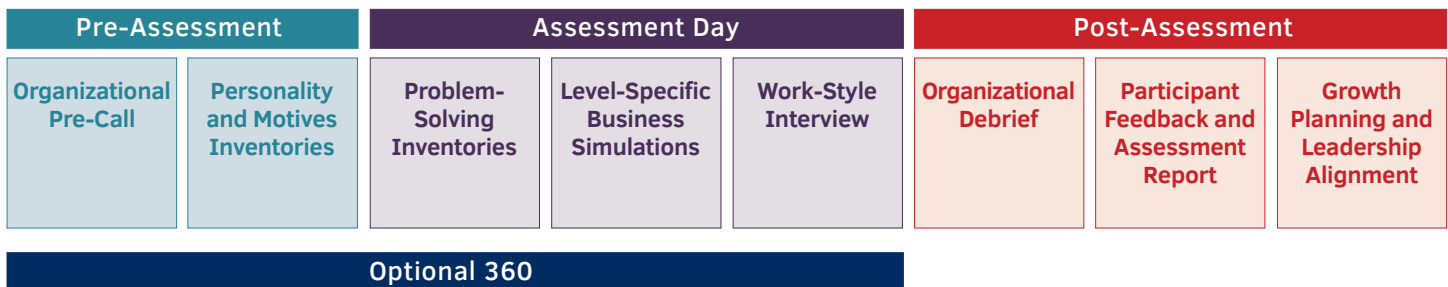 Pre-Assessment
Organizational
Pre-Call
Personality
and Motives
Inventories
Assessment Day
Problem-
Solving
Inventories
Level-Specific
Business
Simulations
Work-Style
Interview
Post-Assessment
Organizational
Debrief
Participant
Feedback and
Assessment
Report
Growth
Planning and
Leadership
Alignment
Optional 360